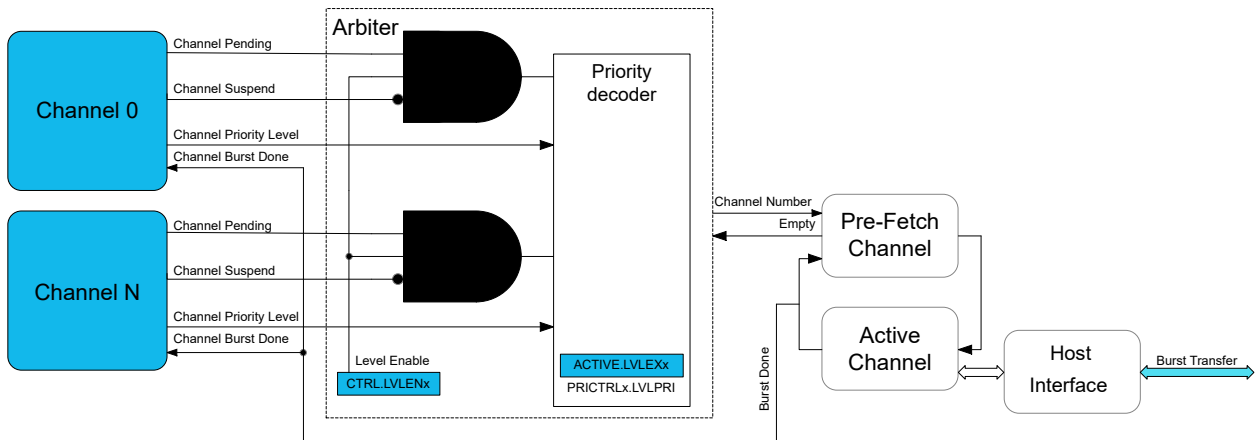 Arbiter
Channel 0
Channel Pending
Channel Suspend
Channel Priority Level
Channel Burst Done
Priority
decoder
Channel N
Channel Pending
Channel Suspend
Channel Priority Level
Channel Burst Done
Level Enable
CTRL.LVLENx
ACTIVE.LVLEXx
PRICTRLx.LVLPRI
Channel Number
Empty
Pre-Fetch
Channel
Active
Channel
Burst Done
Host
Interface
Burst Transfer